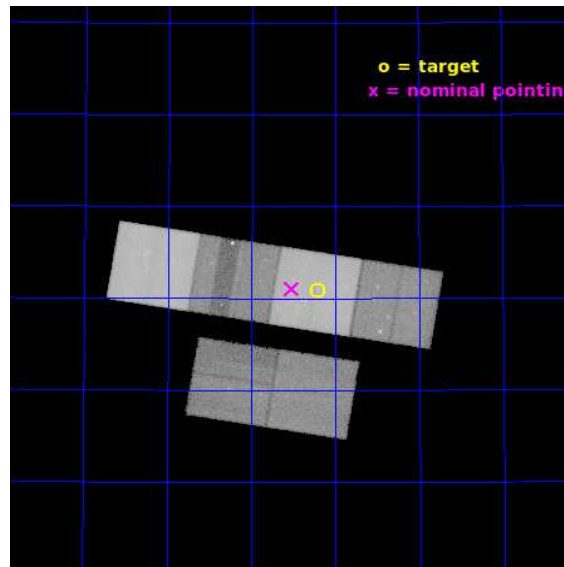 o = target
x = nominal pointin